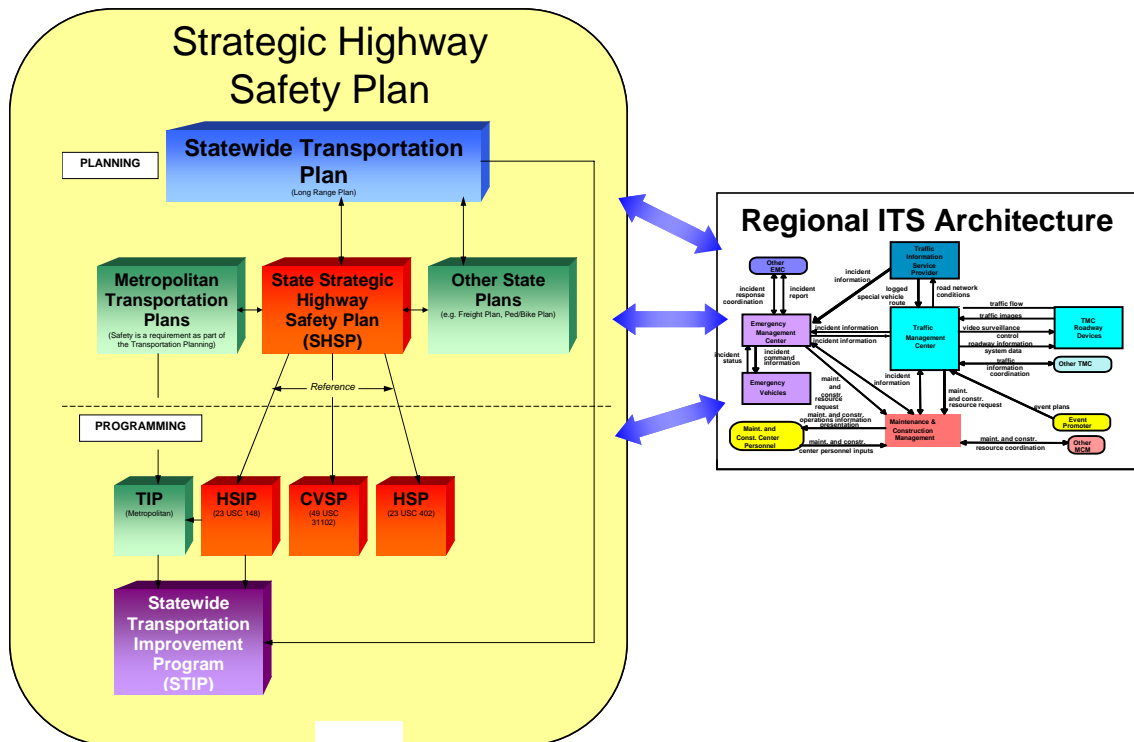 Strategic Highway
Safety Plan
PLANNING
Statewide Transportation
Plan
(Long Range Plan)
Metropolitan
Transportation
Plans
(Safety is a requirement as part of
the Transportation Planning)
State Strategic
Highway
Safety Plan
(SHSP)
Other State
Plans
(e.g. Freight Plan, Ped/Bike Plan)
Reference
PROGRAMMING
TIP
(Metropolitan)
HSIP
(23 USC 148)
CVSP
(49 USC
31102)
HSP
(23 USC 402)
Statewide
Transportation
Improvement
Program
(STIP)
Regional ITS Architecture
Other
EMC
incident
information
Traffic
Information
Service
Provider
incident
response
coordination
incident
report
logged
special vehicle
route
road network
conditions
Emergency
Management
Center
incident information
incident information
Traffic
Management
Center
traffic flow
traffic images
video surveillance
control
roadway information
system data
TMC
Roadway
Devices
traffic
information
coordination
Other TMC
incident
status
incident
command
information
Emergency
Vehicles
maint.
and
constr.
resource
request
incident
information
maint.
and constr.
resource request
event plans
Event
Promoter
maint. and constr.
operations information
presentation
Maint. and
Const. Center
Personnel
maint. and constr.
center personnel inputs
Maintenance &
Construction
Management
maint. and constr.
resource coordination
Other
MCM